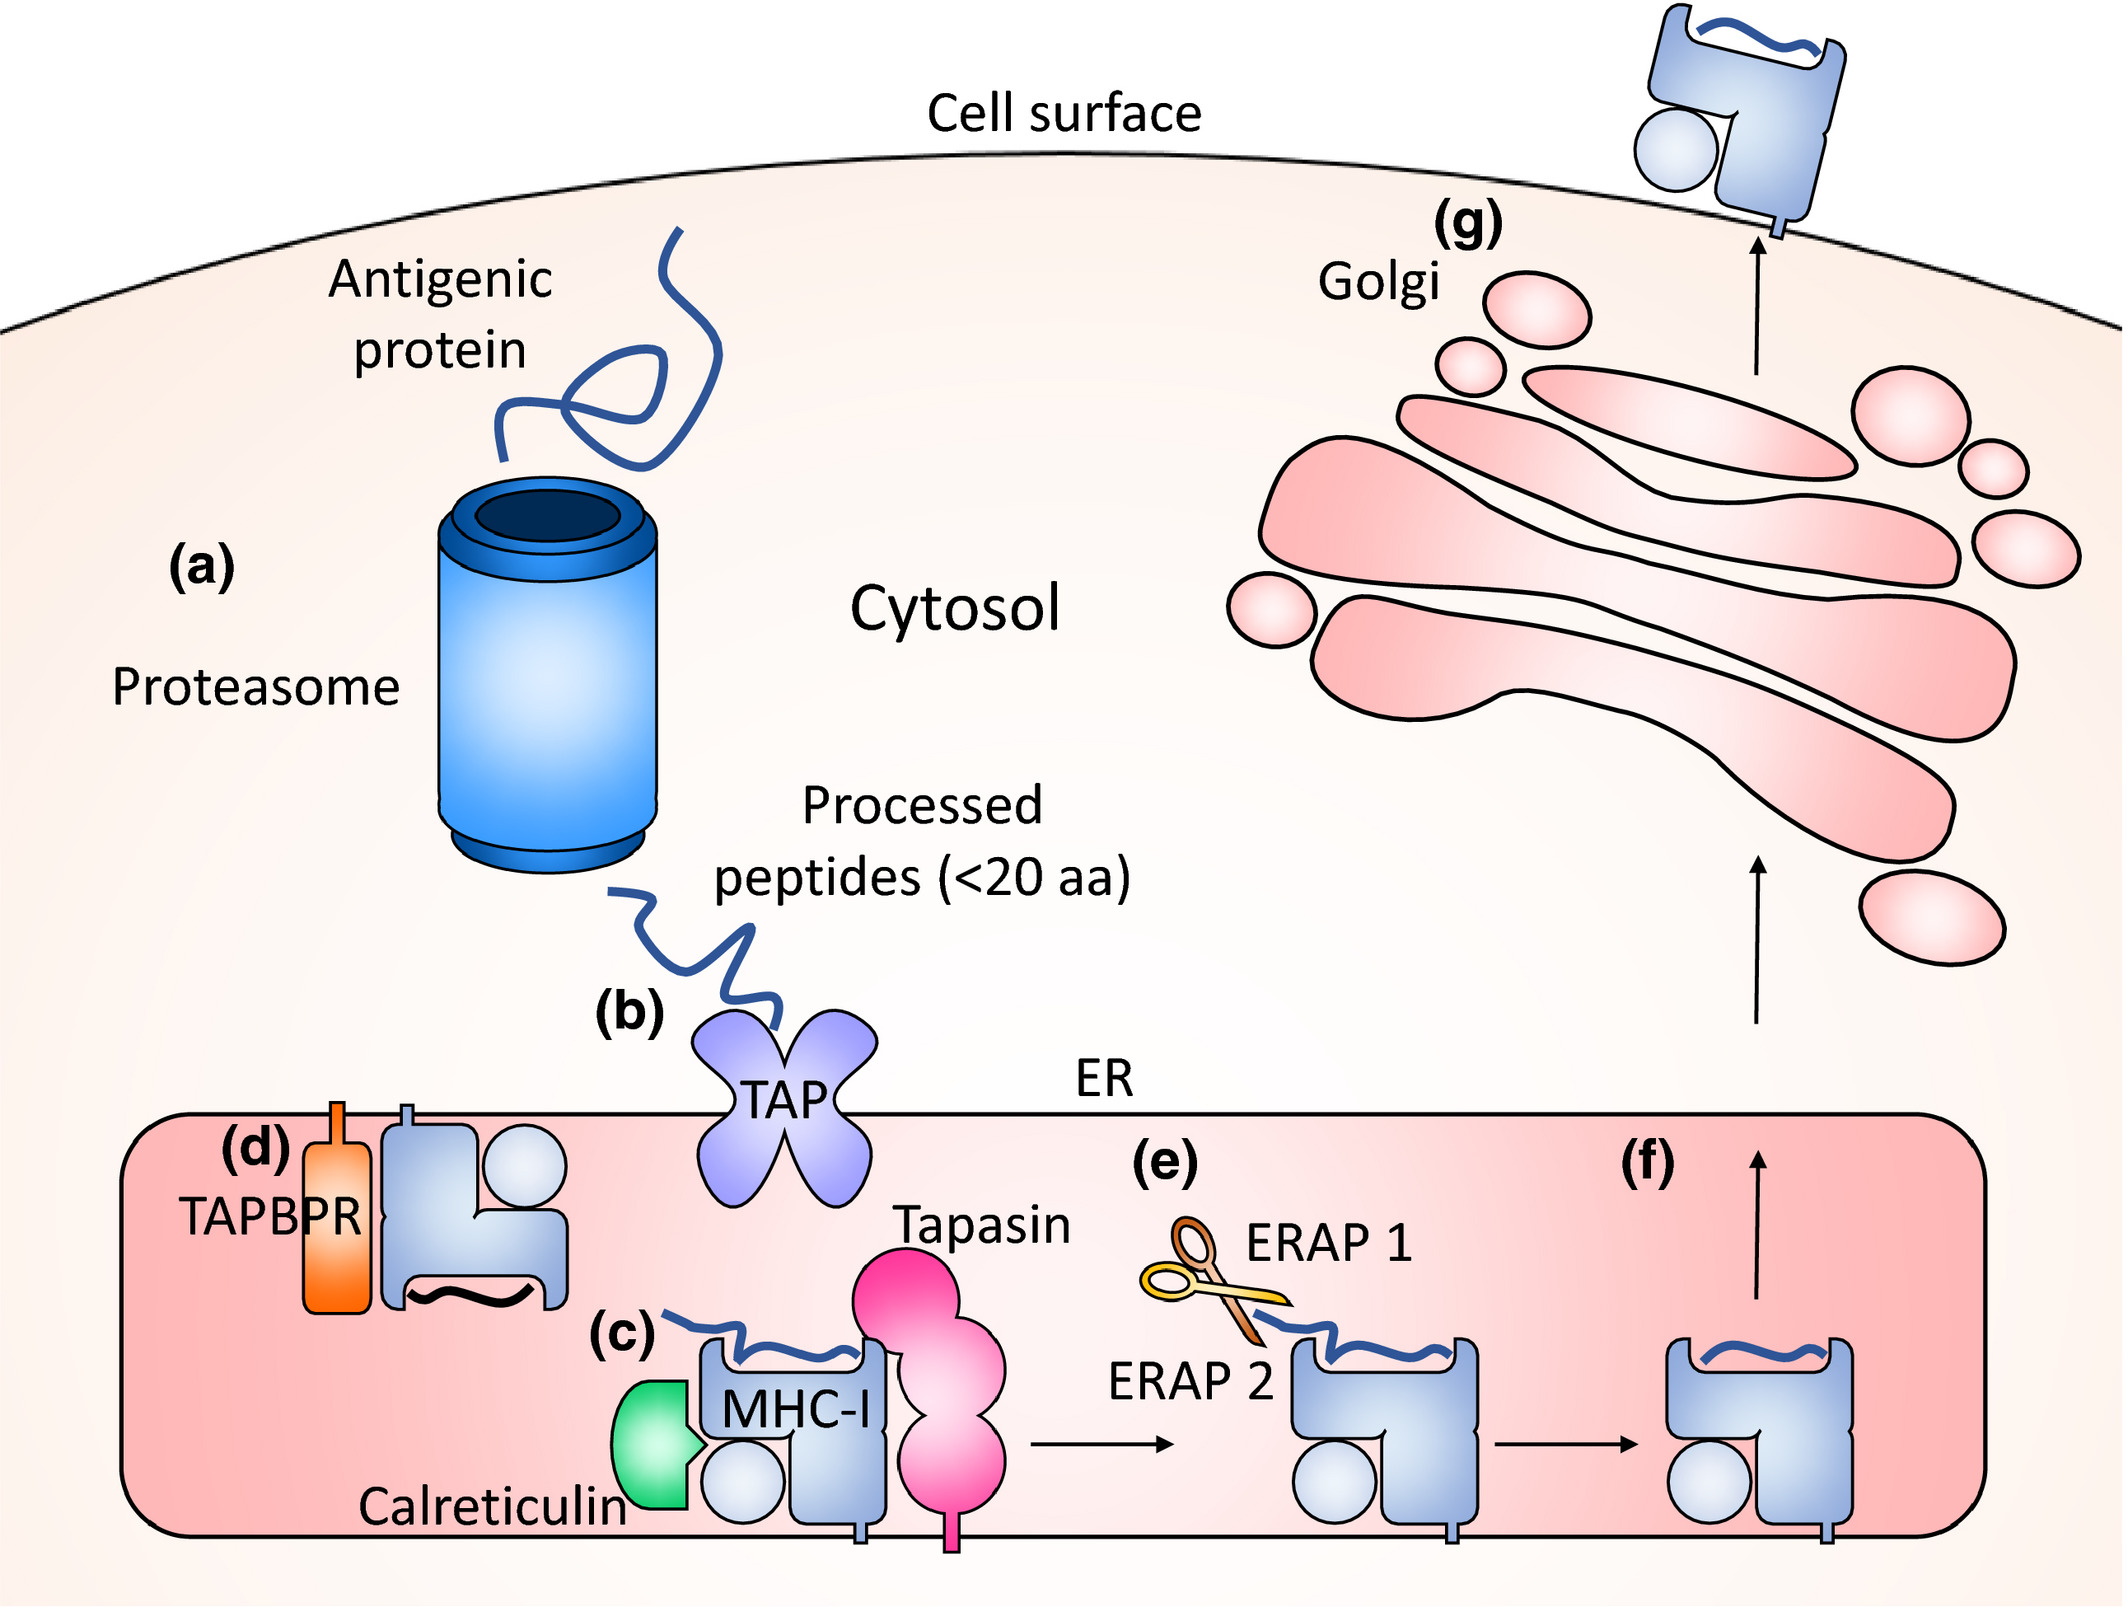 Cell surface
(g)
Golgi
Antigenic
protein
(a)
Cytosol
Proteasome
Processed
peptides (<20 aa)
(b)
TAP
ER
(d)
TAPBPR
(e)
(f)
Tapasin
ERAP 1
(c)
ERAP 2
MHC-I
Calreticulin